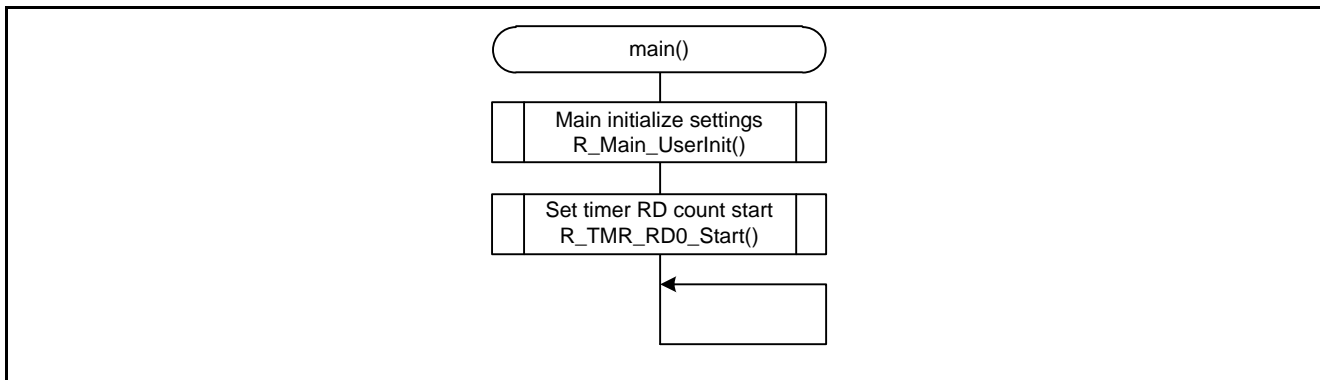 main()
Main initialize settings
R_Main_UserInit()
Set timer RD count start
R_TMR_RD0_Start()